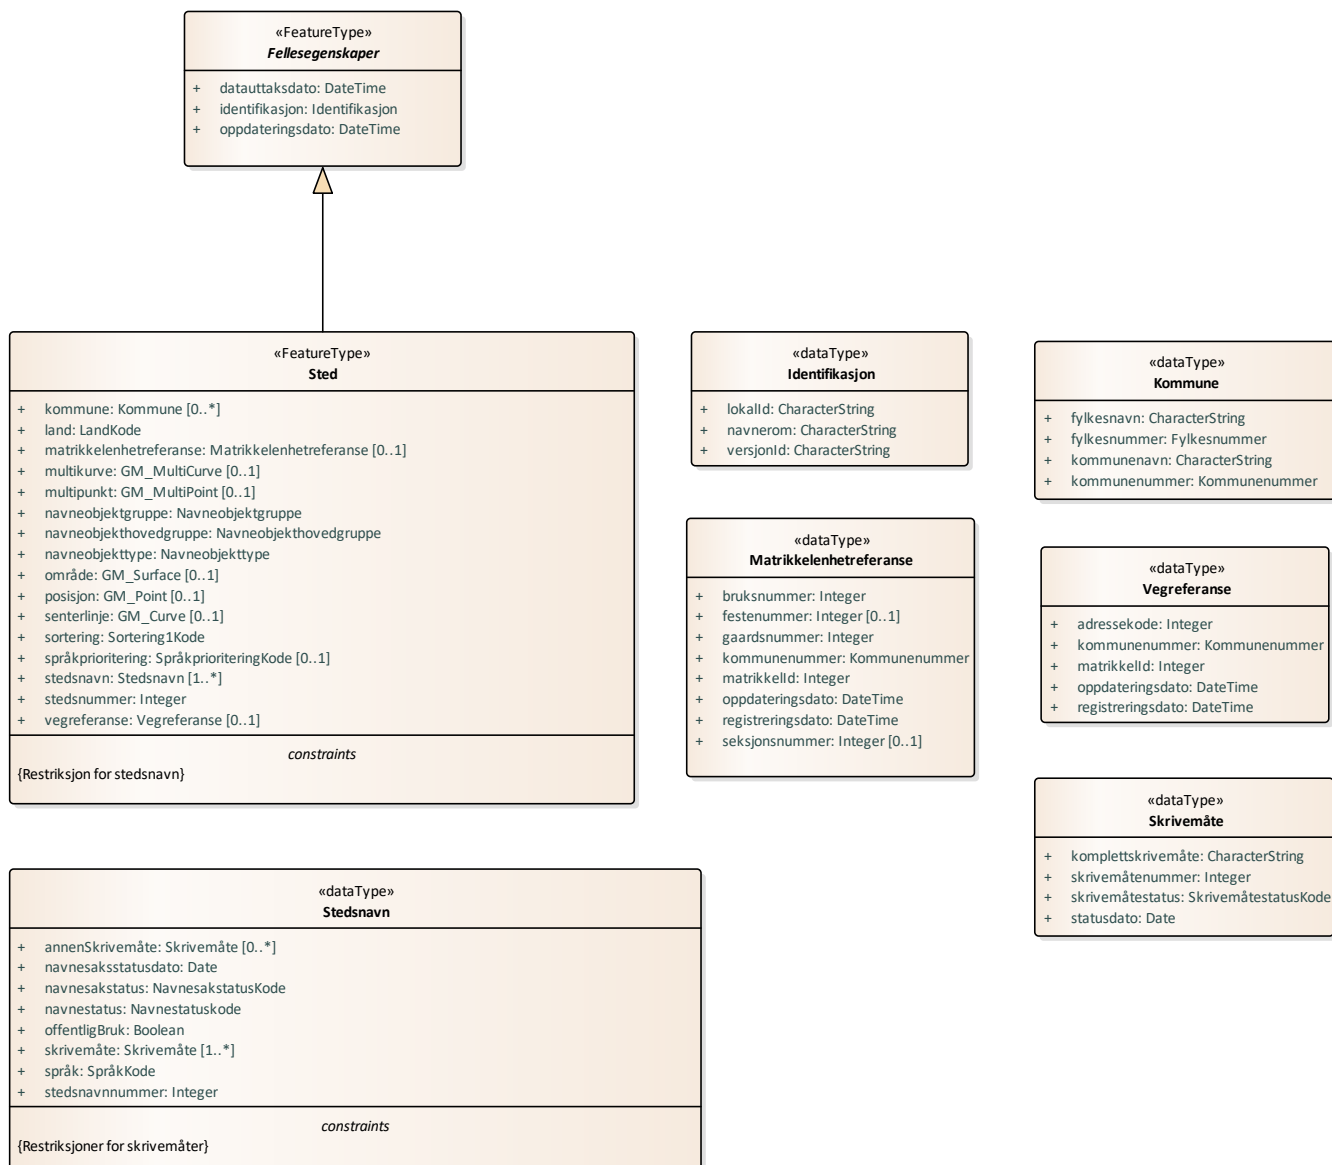 «FeatureType»
Fellesegenskaper
+ datauttaksdato: DateTime
+ identifikasjon: Identifikasjon
+ oppdateringsdato: DateTime
«FeatureType»
Sted
+ kommune: Kommune [0..*]
+ land: LandKode
+ matrikkelenhetreferanse: Matrikkelenhetreferanse [0..1]
+ multikurve: GM_MultiCurve [0..1]
+ multipunkt: GM_MultiPoint [0..1]
+ navneobjektgruppe: Navneobjektgruppe
+ navneobjekthovedgruppe: Navneobjekthovedgruppe
+ navneobjekttype: Navneobjekttype
+ område: GM_Surface [0..1]
+ posisjon: GM_Point [0..1]
+ senterlinje: GM_Curve [0..1]
+ sortering: Sortering1Kode
+ språkprioritering: SpråkprioriteringKode [0..1]
+ stedsnavn: Stedsnavn [1..*]
+ stedsnummer: Integer
+ vegreferanse: Vegreferanse [0..1]
constraints
{Restriksjon for stedsnavn}
«dataType»
Identifikasjon
+ lokalId: CharacterString
+ navnerom: CharacterString
+ versjonId: CharacterString
«dataType»
Kommune
+ fylkesnavn: CharacterString
+ fylkesnummer: Fylkesnummer
+ kommunenavn: CharacterString
+ kommunenummer: Kommunenummer
«dataType»
Matrikkelenhetreferanse
+ bruksnummer: Integer
+ festenummer: Integer [0..1]
+ gaardsnummer: Integer
+ kommunenummer: Kommunenummer
+ matrikkelId: Integer
+ oppdateringsdato: DateTime
+ registreringsdato: DateTime
+ seksjonsnummer: Integer [0..1]
«dataType»
Vegreferanse
+ adressekode: Integer
+ kommunenummer: Kommunenummer
+ matrikkelId: Integer
+ oppdateringsdato: DateTime
+ registreringsdato: DateTime
«dataType»
Skrivemåte
+ komplettskrivemåte: CharacterString
+ skrivemåtenummer: Integer
+ skrivemåtestatus: SkrivemåtestatusKode
+ statusdato: Date
«dataType»
Stedsnavn
+ annenSkrivemåte: Skrivemåte [0..*]
+ navnesaksstatusdato: Date
+ navnesakstatus: NavnesakstatusKode
+ navnestatus: Navnestatuskode
+ offentligBruk: Boolean
+ skrivemåte: Skrivemåte [1..*]
+ språk: SpråkKode
+ stedsnavnnummer: Integer
constraints
{Restriksjoner for skrivemåter}